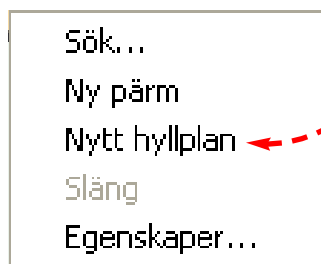 Sök...
Ny pärm
Nytt hyllplan
Släng
Egenskaper...